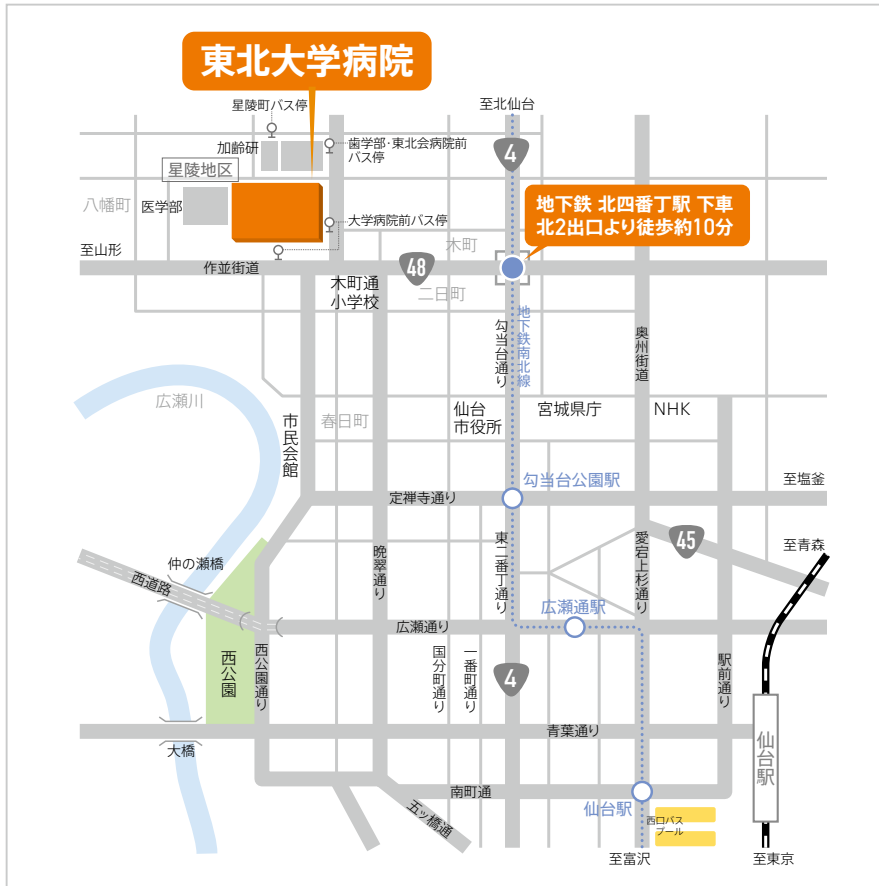 東北大学病院
星陵町バス停
至北仙台
加齢研
歯学部・東北会病院前
バス停
4
星陵地区
八幡町
医学部
地下鉄 北四番丁駅 下車
北2出口より徒歩約10分
大学病院前バス停
木町
至山形
作並街道
48
木町通
小学校
二日町
地下鉄南北線
勾当台通り
奥州街道
広瀬川
市民会館
春日町
仙台
市役所
宮城県庁
NHK
勾当台公園駅
至塩釜
定禅寺通り
45
至青森
仲の瀬橋
西道路
晩翠通り
東二番丁通り
愛宕上杉通り
広瀬通駅
広瀬通り
西公園
西公園通り
国分町通り
一番町通り
4
駅前通り
青葉通り
大橋
仙台駅
南町通
仙台駅
五ッ橋通
西口バス
プール
至富沢
至東京